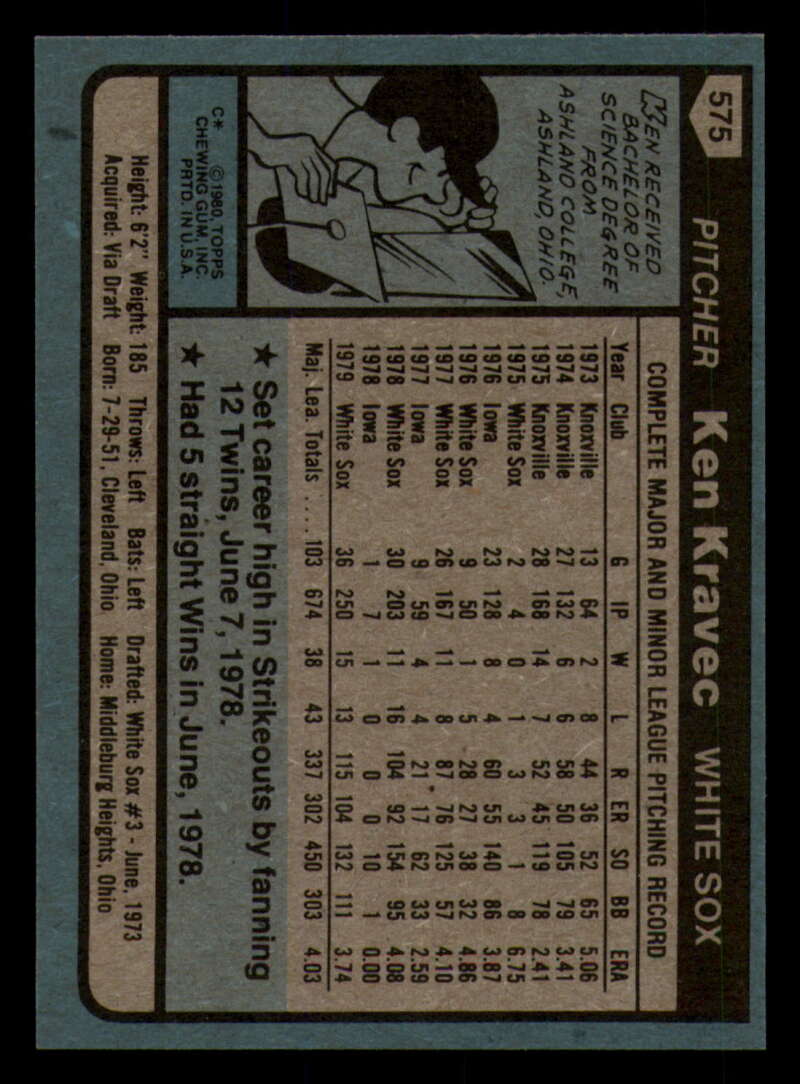 575 PITCHER Ken Kravec WHITE SOX
KEN RECEIVED
BACHELOR OF
SCIENCE DEGREE
FROM
ASHLAND COLLEGE,
ASHLAND, OHIO.
C* ©1980, TOPPS
CHEWING GUM, INC.
PRTD. IN U.S.A.
COMPLETE MAJOR AND MINOR LEAGUE PITCHING RECORD
Year Club G IP W L R ER SO BB ERA
1973 Knoxville 13 64 2 8 44 36 52 65 5.06
1974 Knoxville 27 132 6 6 58 50 105 79 3.41
1975 Knoxville 28 168 14 7 52 45 119 78 2.41
1975 White Sox 2 4 0 1 3 3 1 8 6.75
1976 Iowa 23 128 8 4 60 55 140 86 3.87
1976 White Sox 9 50 1 5 28 27 38 32 4.86
1977 White Sox 26 167 11 8 87 76 125 57 4.10
1977 Iowa 9 59 4 4 21 17 62 33 2.59
1978 White Sox 30 203 11 16 104 92 154 95 4.08
1978 Iowa 1 7 1 0 0 0 10 1 0.00
1979 White Sox 36 250 15 13 115 104 132 111 3.74
Maj. Lea. Totals .... 103 674 38 43 337 302 450 303 4.03
★ Set career high in Strikeouts by fanning
12 Twins, June 7, 1978.
★ Had 5 straight Wins in June, 1978.
Height: 6'2" Weight: 185 Throws: Left Bats: Left Drafted: White Sox #3 - June, 1973
Acquired: Via Draft Born: 7-29-51, Cleveland, Ohio Home: Middleburg Heights, Ohio